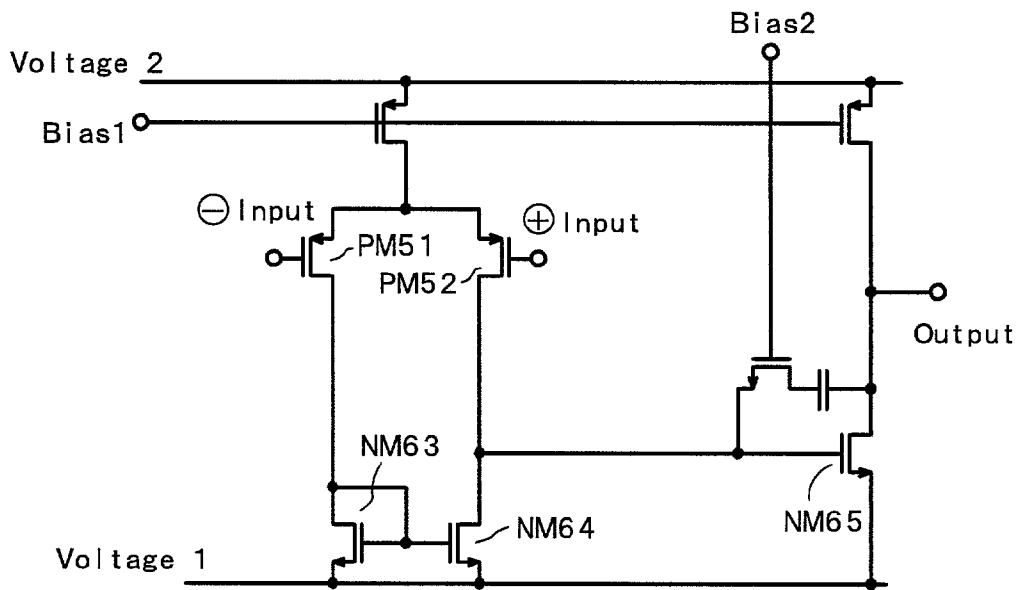 Bias2
Voltage 2
Bias1
⊖ Input
⊕ Input
PM51
PM52
Output
NM63
NM64
NM65
Voltage 1